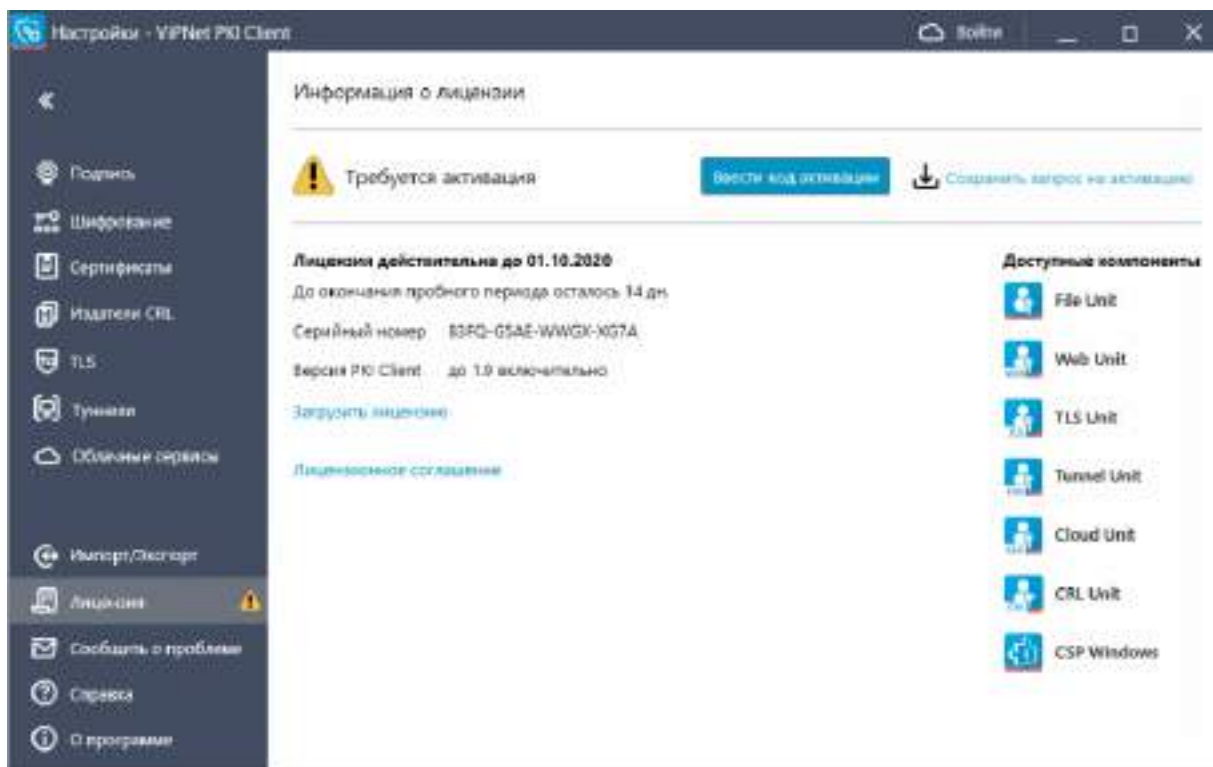 Настройки - ViPNet PKI Client
Войти
Подпись
Шифрование
Сертификаты
Издатели CRL
TLS
Туннели
Облачные сервисы
Импорт/Экспорт
Лицензия
Сообщить о проблеме
Справка
О программе
Информация о лицензии
Требуется активация
Ввести код активации
Сохранить запрос на активацию
Лицензия действительна до 01.10.2020
До окончания пробного периода осталось 14 дн.
Серийный номер
Версия PKI Client до 1.9 включительно
Загрузить лицензию
Лицензионное соглашение
Доступные компоненты
File Unit
Web Unit
TLS Unit
Tunnel Unit
Cloud Unit
CRL Unit
CSP Windows